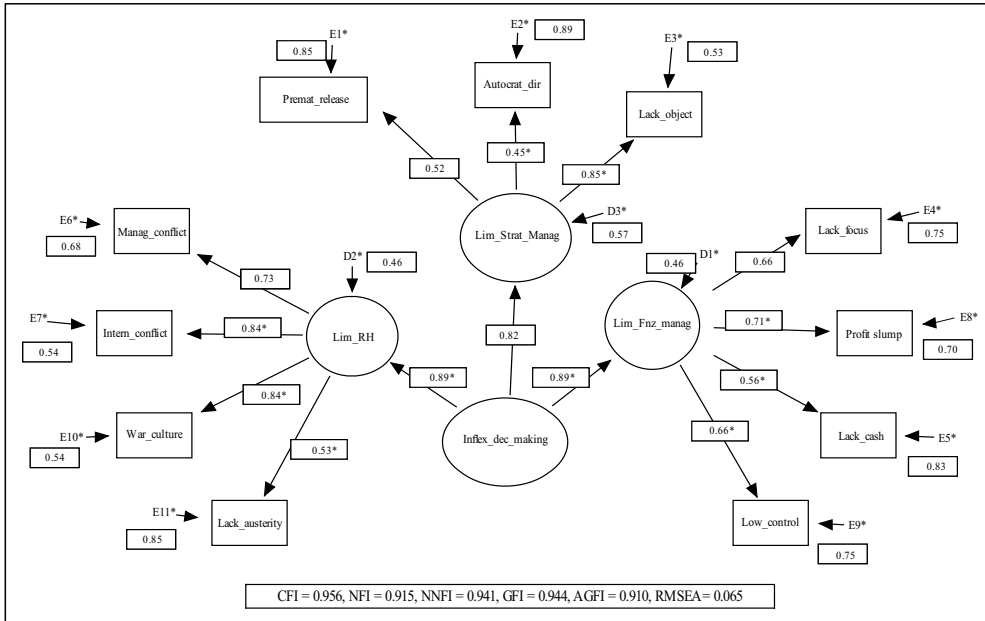 E1*
0.85
Premat_release
E2*
0.89
Autocrat_dir
E3*
0.53
Lack_object
0.52
0.45*
0.85*
Lim_Strat_Manag
D3*
0.57
E6*
0.68
Manag_conflict
0.73
D2*
0.46
E7*
0.54
Intern_conflict
0.84*
Lim_RH
E10*
0.54
War_culture
0.84*
E11*
0.85
Lack_austerity
0.53*
0.89*
0.82
0.89*
Inflex_dec_making
0.46
D1*
Lim_Fnz_manag
0.66
Lack_focus
E4*
0.75
0.71*
Profit slump
E8*
0.70
0.56*
Lack_cash
E5*
0.83
0.66*
Low_control
E9*
0.75
CFI = 0.956, NFI = 0.915, NNFI = 0.941, GFI = 0.944, AGFI = 0.910, RMSEA= 0.065